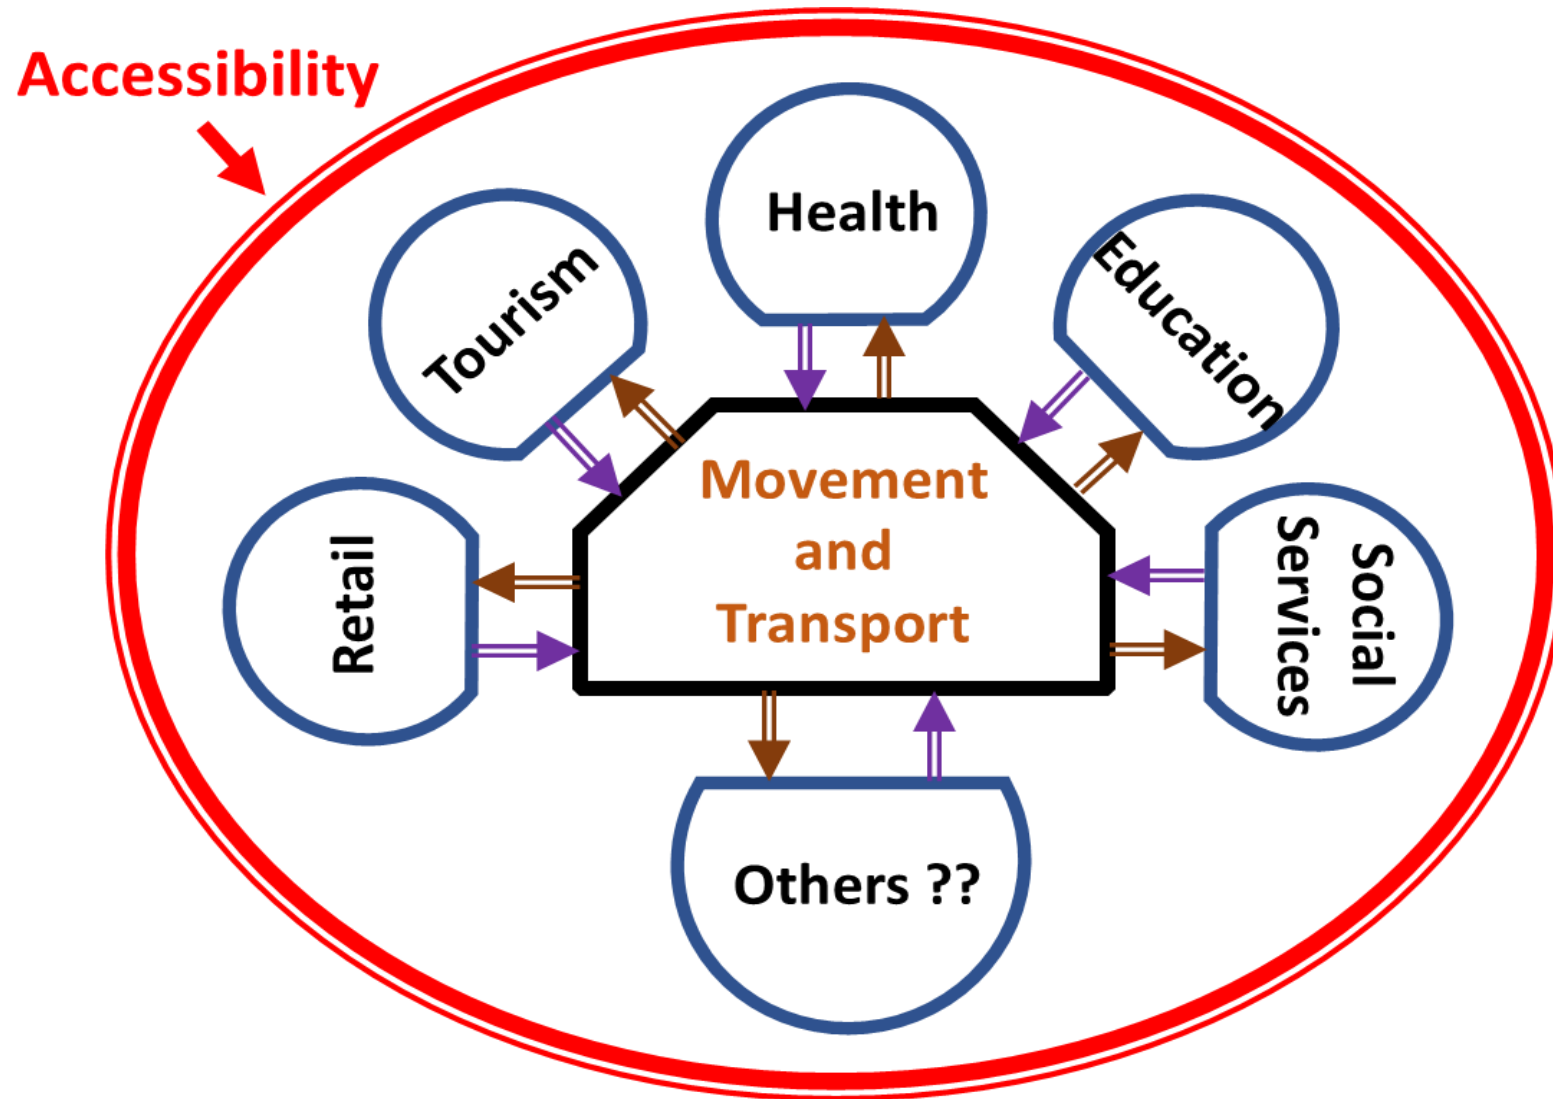 Accessibility
Health
Tourism
Education
Movement
and
Transport
Retail
Social
Services
Others ??